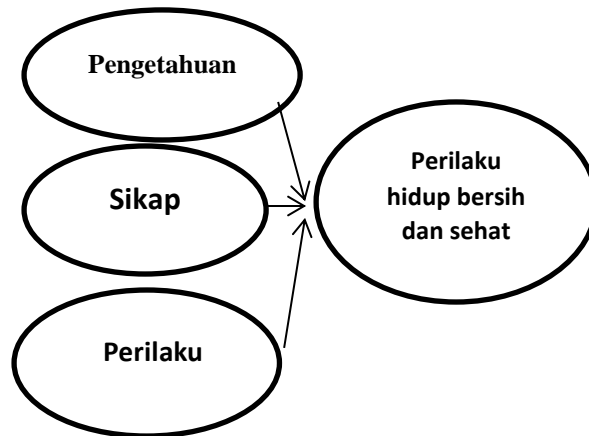 Pengetahuan
Sikap
Perilaku
Perilaku
hidup bersih
dan sehat